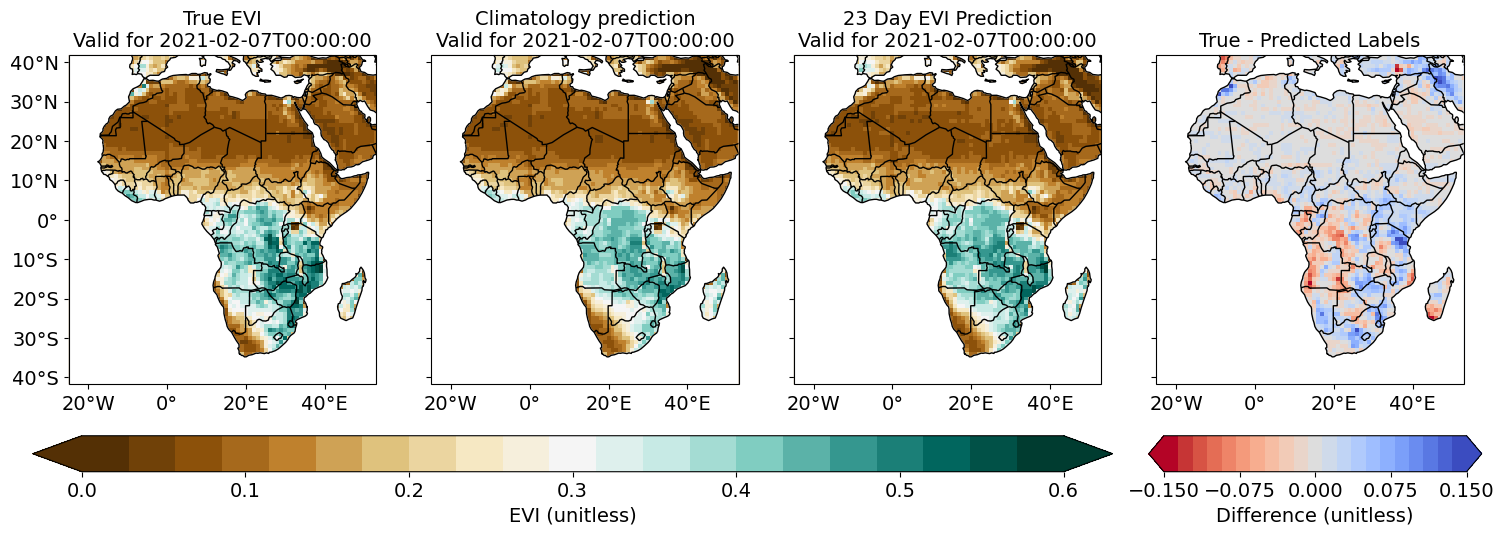 True EVI
Valid for 2021-02-07T00:00:00
Climatology prediction
Valid for 2021-02-07T00:00:00
23 Day EVI Prediction
Valid for 2021-02-07T00:00:00
True - Predicted Labels
40°N
30°N
20°N
10°N
0°
10°S
20°S
30°S
40°S
20°W 0° 20°E 40°E
20°W 0° 20°E 40°E
20°W 0° 20°E 40°E
20°W 0° 20°E 40°E
0.0 0.1 0.2 0.3 0.4 0.5 0.6
EVI (unitless)
−0.150 −0.075 0.000 0.075 0.150
Difference (unitless)